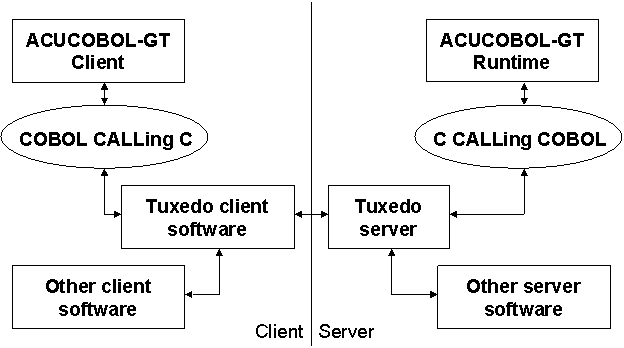 ACUCOBOL-GT
Client
ACUCOBOL-GT
Runtime
COBOL CALLing C
C CALLing COBOL
Tuxedo client
software
Tuxedo
server
Other client
software
Other server
software
Client
Server